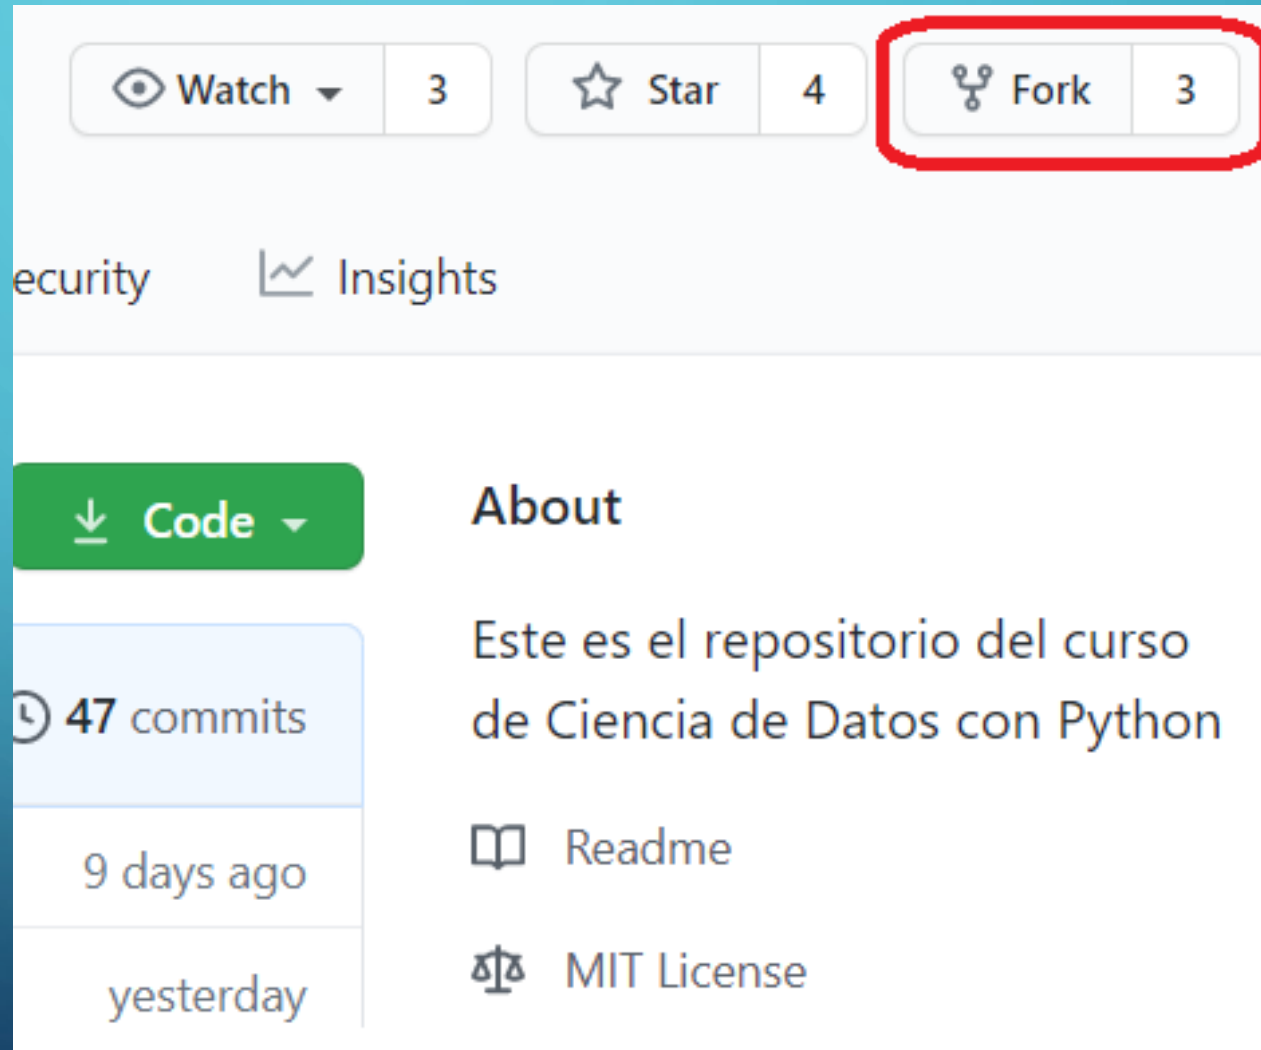 Watch 3 Star 4 Fork 3
ecurity Insights
Code
About
Este es el repositorio del curso
de Ciencia de Datos con Python
47 commits
Readme
9 days ago
MIT License
yesterday